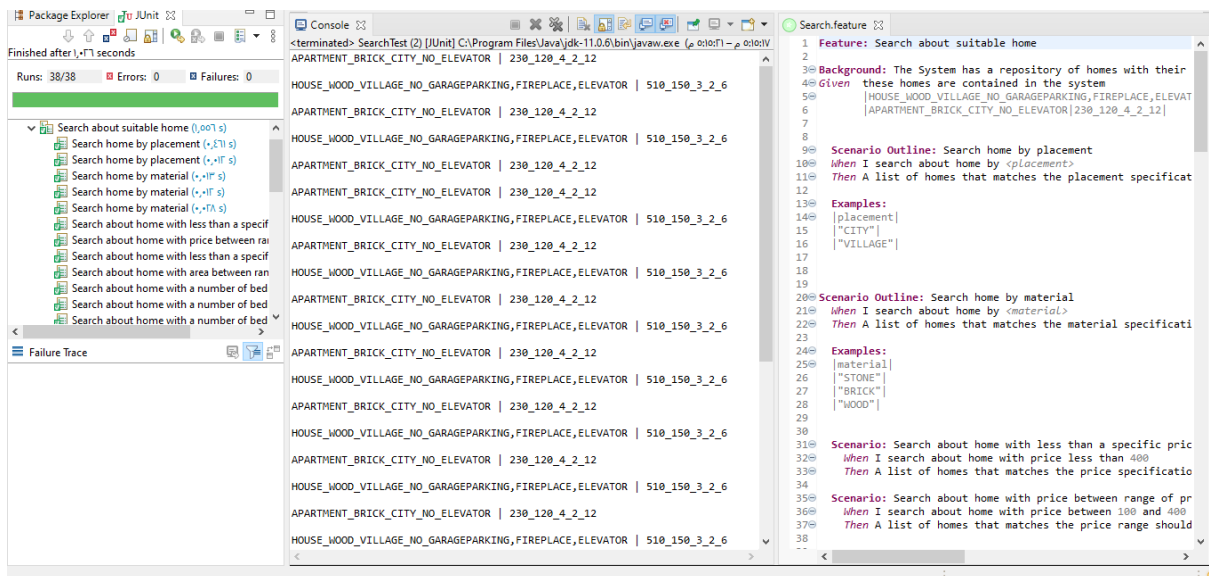 Package Explorer
JUnit
Finished after ١,٠٢٦ seconds
Runs: 38/38
Errors: 0
Failures: 0
Search about suitable home (١,٠٠٦ s)
Search home by placement (٠,٤٦١ s)
Search home by placement (٠,٠١٢ s)
Search home by material (٠,٠١٣ s)
Search home by material (٠,٠١٢ s)
Search home by material (٠,٠٢٨ s)
Search about home with less than a specif
Search about home with price between rai
Search about home with less than a specif
Search about home with area between ran
Search about home with a number of bed
Search about home with a number of bed
Search about home with a number of bed
Failure Trace
Console
<terminated> SearchTest (2) [JUnit] C:\Program Files\Java\jdk-11.0.6\bin\javaw.exe
APARTMENT_BRICK_CITY_NO_ELEVATOR | 230_120_4_2_12
HOUSE_WOOD_VILLAGE_NO_GARAGEPARKING,FIREPLACE,ELEVATOR | 510_150_3_2_6
APARTMENT_BRICK_CITY_NO_ELEVATOR | 230_120_4_2_12
HOUSE_WOOD_VILLAGE_NO_GARAGEPARKING,FIREPLACE,ELEVATOR | 510_150_3_2_6
APARTMENT_BRICK_CITY_NO_ELEVATOR | 230_120_4_2_12
APARTMENT_BRICK_CITY_NO_ELEVATOR | 230_120_4_2_12
HOUSE_WOOD_VILLAGE_NO_GARAGEPARKING,FIREPLACE,ELEVATOR | 510_150_3_2_6
APARTMENT_BRICK_CITY_NO_ELEVATOR | 230_120_4_2_12
HOUSE_WOOD_VILLAGE_NO_GARAGEPARKING,FIREPLACE,ELEVATOR | 510_150_3_2_6
APARTMENT_BRICK_CITY_NO_ELEVATOR | 230_120_4_2_12
HOUSE_WOOD_VILLAGE_NO_GARAGEPARKING,FIREPLACE,ELEVATOR | 510_150_3_2_6
APARTMENT_BRICK_CITY_NO_ELEVATOR | 230_120_4_2_12
HOUSE_WOOD_VILLAGE_NO_GARAGEPARKING,FIREPLACE,ELEVATOR | 510_150_3_2_6
APARTMENT_BRICK_CITY_NO_ELEVATOR | 230_120_4_2_12
HOUSE_WOOD_VILLAGE_NO_GARAGEPARKING,FIREPLACE,ELEVATOR | 510_150_3_2_6
APARTMENT_BRICK_CITY_NO_ELEVATOR | 230_120_4_2_12
HOUSE_WOOD_VILLAGE_NO_GARAGEPARKING,FIREPLACE,ELEVATOR | 510_150_3_2_6
APARTMENT_BRICK_CITY_NO_ELEVATOR | 230_120_4_2_12
HOUSE_WOOD_VILLAGE_NO_GARAGEPARKING,FIREPLACE,ELEVATOR | 510_150_3_2_6
Search.feature
1 Feature: Search about suitable home
2
3 Background: The System has a repository of homes with their
4 Given these homes are contained in the system
5 |HOUSE_WOOD_VILLAGE_NO_GARAGEPARKING,FIREPLACE,ELEVAT
6 |APARTMENT_BRICK_CITY_NO_ELEVATOR|230_120_4_2_12|
7
8
9 Scenario Outline: Search home by placement
10 When I search about home by <placement>
11 Then A list of homes that matches the placement specificat
12
13 Examples:
14 |placement|
15 |"CITY"|
16 |"VILLAGE"|
17
18
19
20 Scenario Outline: Search home by material
21 When I search about home by <material>
22 Then A list of homes that matches the material specificati
23
24 Examples:
25 |material|
26 |"STONE"|
27 |"BRICK"|
28 |"WOOD"|
29
30
31 Scenario: Search about home with less than a specific pric
32 When I search about home with price less than 400
33 Then A list of homes that matches the price specificatio
34
35 Scenario: Search about home with price between range of pr
36 When I search about home with price between 100 and 400
37 Then A list of homes that matches the price range should
38